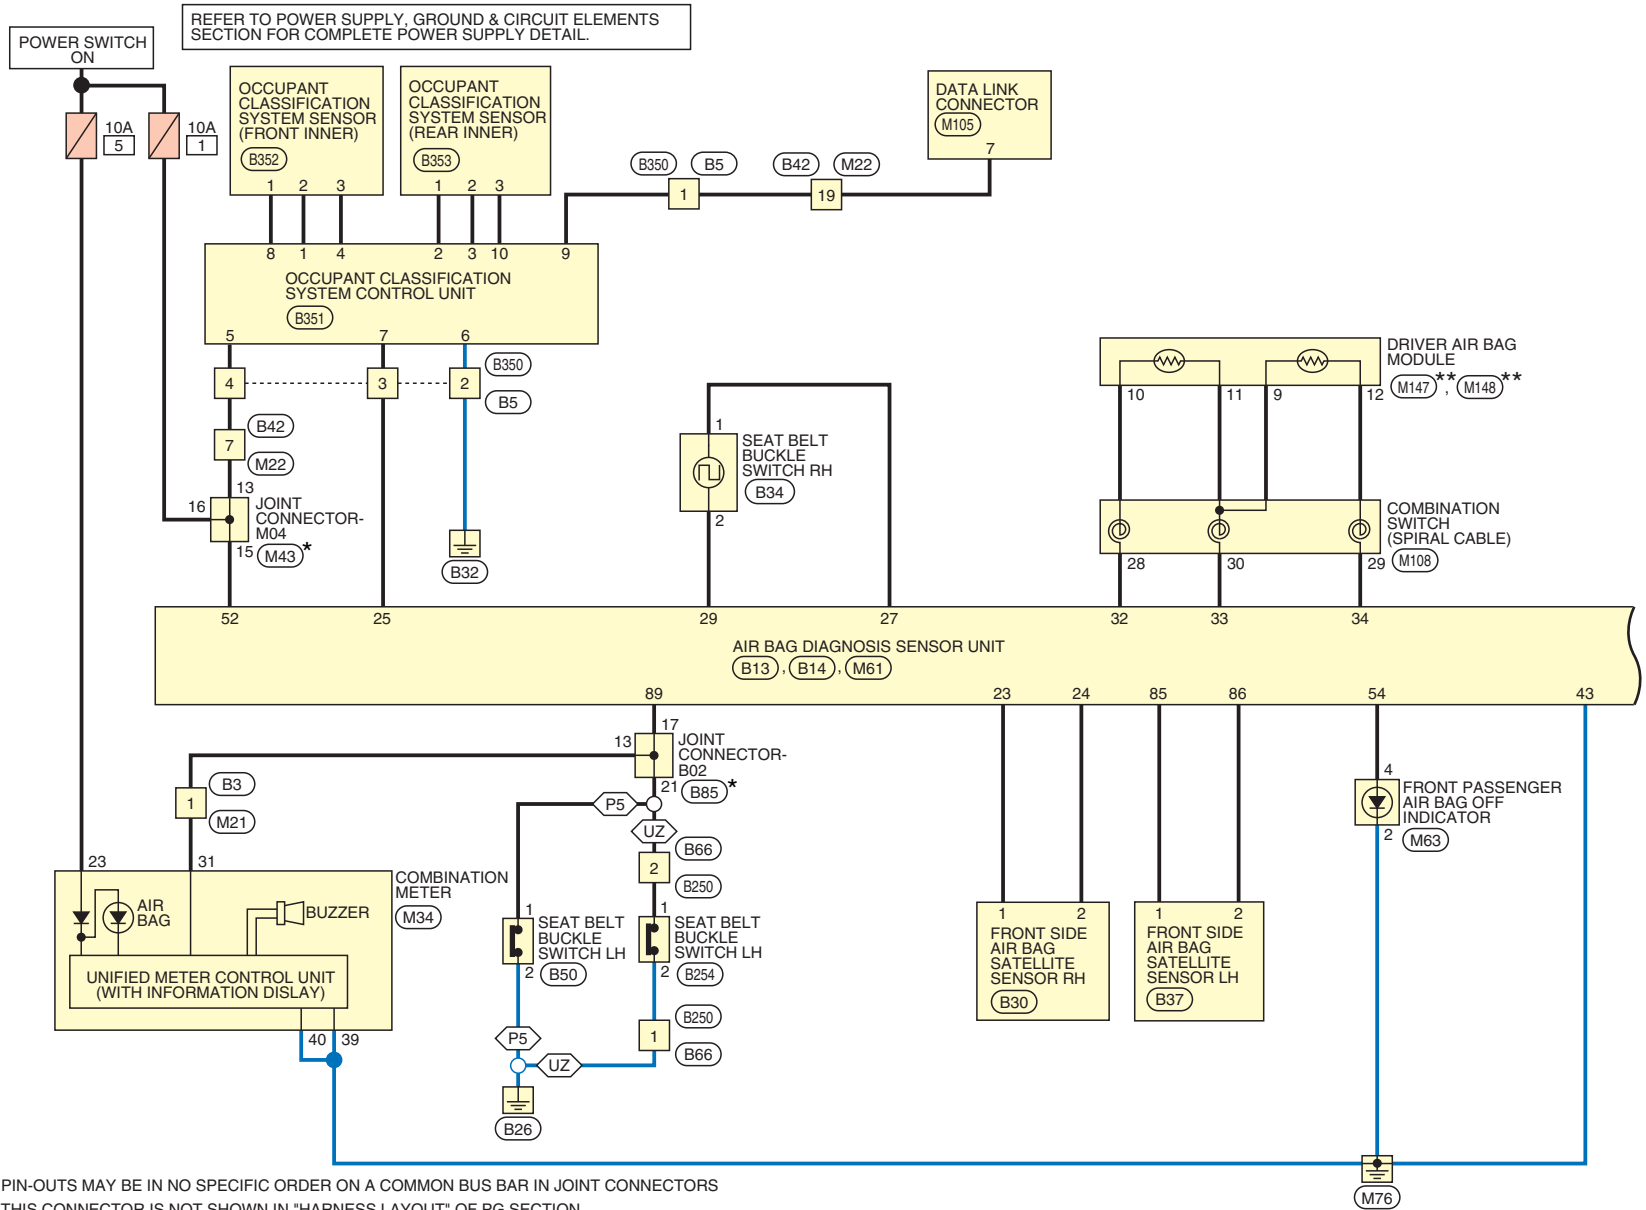 REFER TO POWER SUPPLY, GROUND & CIRCUIT ELEMENTS
SECTION FOR COMPLETE POWER SUPPLY DETAIL.
POWER SWITCH
ON
10A
5
10A
1
OCCUPANT
CLASSIFICATION
SYSTEM SENSOR
(FRONT INNER)
B352
1 2 3
OCCUPANT
CLASSIFICATION
SYSTEM SENSOR
(REAR INNER)
B353
1 2 3
DATA LINK
CONNECTOR
M105
7
B350 B5
1
B42 M22
19
8 1 4 2 3 10 9
OCCUPANT CLASSIFICATION
SYSTEM CONTROL UNIT
B351
5 7 6
4 3 2
B350
B5
B42
7
M22
13
16
15
JOINT
CONNECTOR-
M04
M43*
B32
1
SEAT BELT
BUCKLE
SWITCH RH
B34
2
DRIVER AIR BAG
MODULE
M147**, M148**
10 11 9 12
COMBINATION
SWITCH
(SPIRAL CABLE)
M108
28 30 29
52 25 29 27 32 33 34
AIR BAG DIAGNOSIS SENSOR UNIT
B13, B14, M61
89 23 24 85 86 54 43
17
13
21
JOINT
CONNECTOR-
B02
B85*
B3
1
M21
P5
UZ
B66
2
B250
23 31
COMBINATION
METER
M34
AIR
BAG
BUZZER
UNIFIED METER CONTROL UNIT
(WITH INFORMATION DISLAY)
40 39
1
SEAT BELT
BUCKLE
SWITCH LH
2
B50
1
SEAT BELT
BUCKLE
SWITCH LH
2
B254
P5
UZ
B250
1
B66
B26
1 2
FRONT SIDE
AIR BAG
SATELLITE
SENSOR RH
B30
1 2
FRONT SIDE
AIR BAG
SATELLITE
SENSOR LH
B37
4
FRONT PASSENGER
AIR BAG OFF
INDICATOR
2
M63
M76
PIN-OUTS MAY BE IN NO SPECIFIC ORDER ON A COMMON BUS BAR IN JOINT CONNECTORS
THIS CONNECTOR IS NOT SHOWN IN "HARNESS LAYOUT" OF PG SECTION